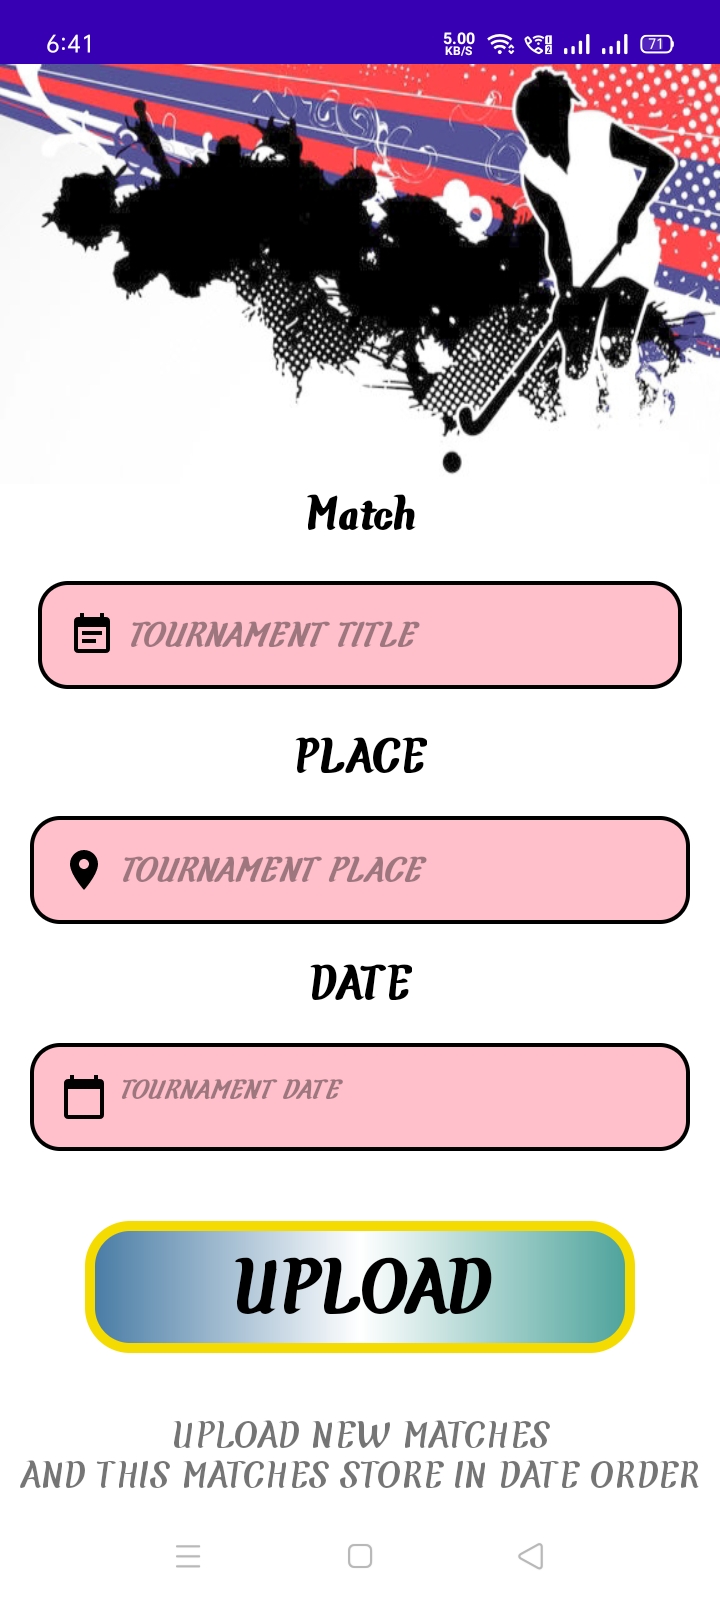 6:41
5.00
KB/S
71
Match
TOURNAMENT TITLE
PLACE
TOURNAMENT PLACE
DATE
TOURNAMENT DATE
UPLOAD
UPLOAD NEW MATCHES
AND THIS MATCHES STORE IN DATE ORDER